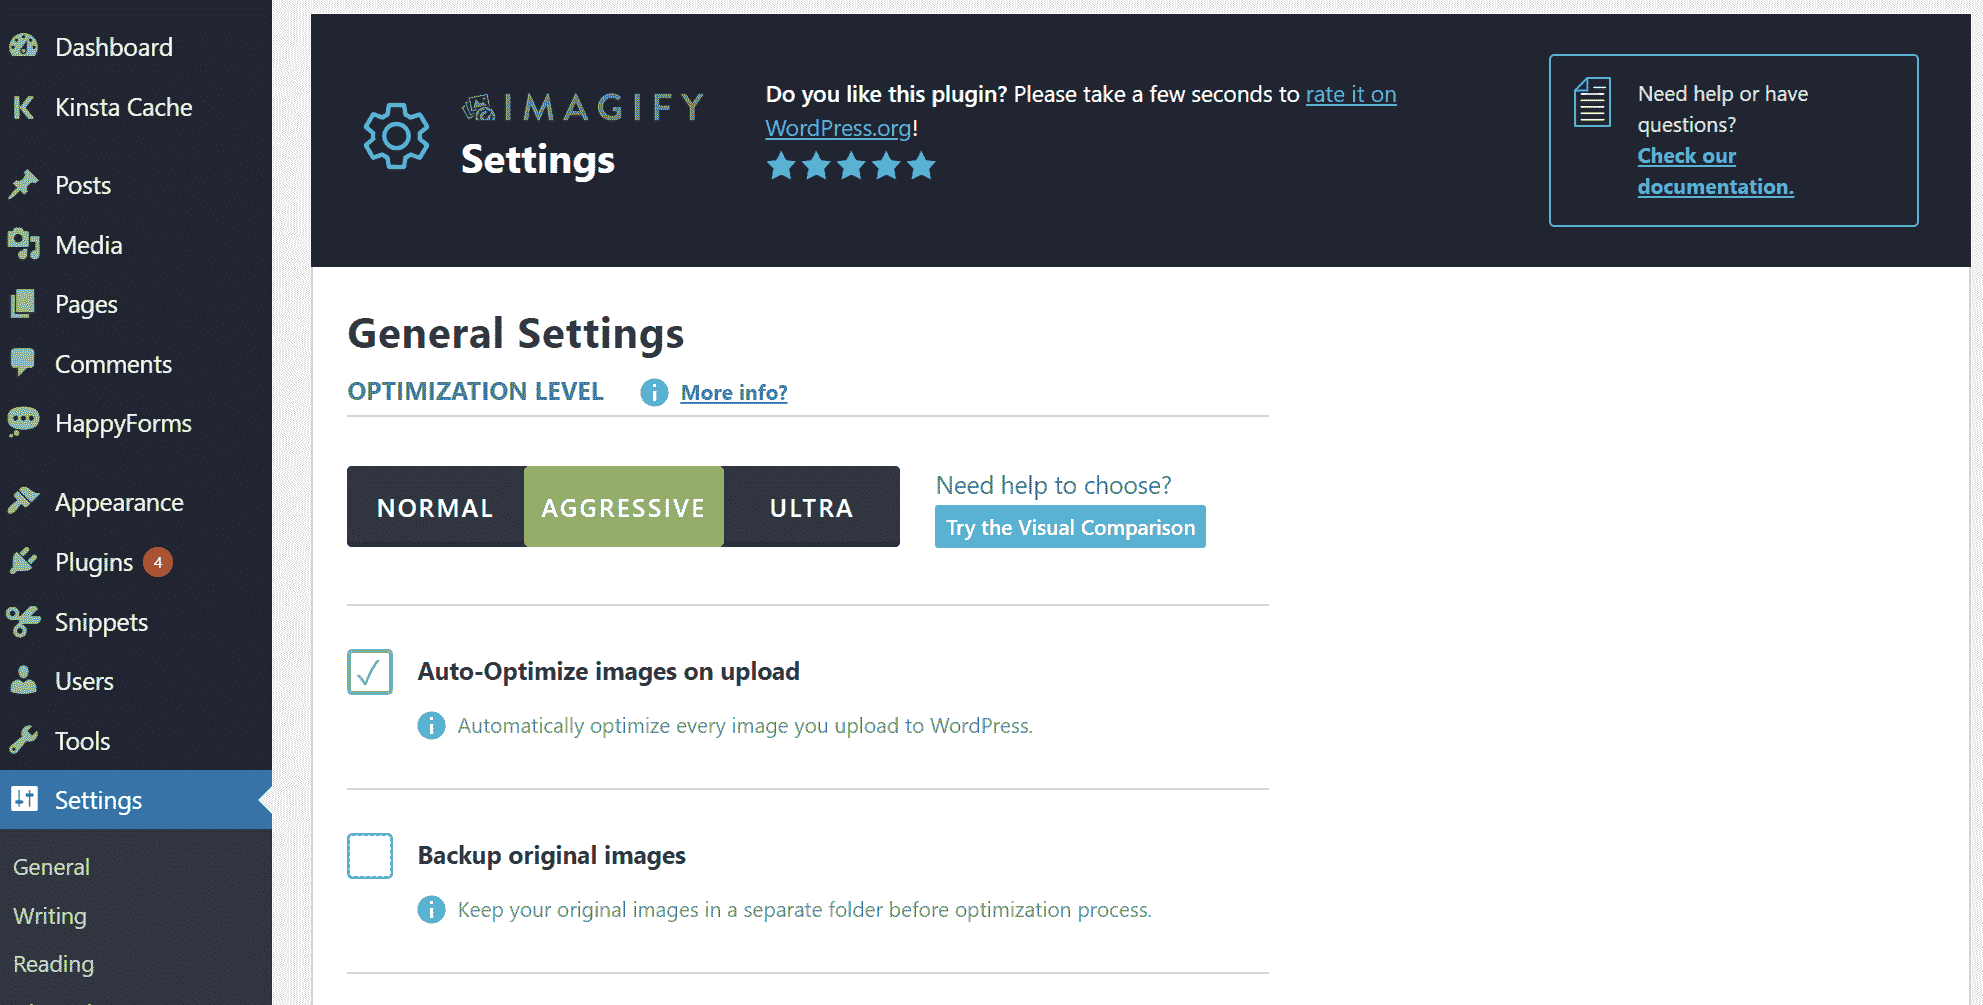 Dashboard
Kinsta Cache
Posts
Media
Pages
Comments
HappyForms
Appearance
Plugins 4
Snippets
Users
Tools
Settings
General
Writing
Reading
IMAGIFY
Settings
Do you like this plugin? Please take a few seconds to rate it on
WordPress.org!
Need help or have
questions?
Check our
documentation.
General Settings
OPTIMIZATION LEVEL
More info?
NORMAL
AGGRESSIVE
ULTRA
Need help to choose?
Try the Visual Comparison
Auto-Optimize images on upload
Automatically optimize every image you upload to WordPress.
Backup original images
Keep your original images in a separate folder before optimization process.